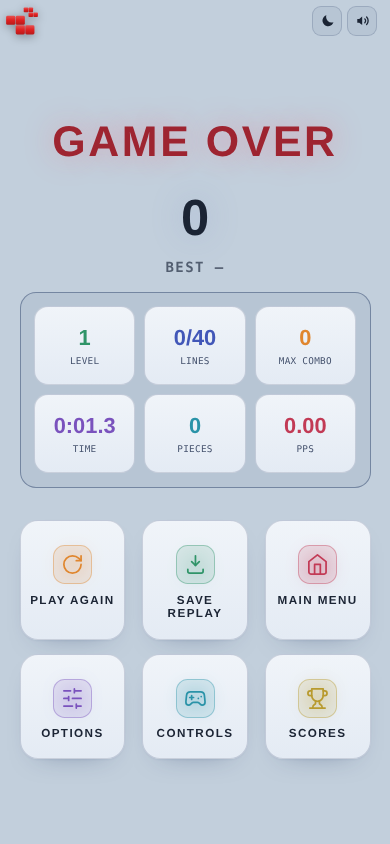 GAME OVER
0
BEST —
1
LEVEL
0/40
LINES
0
MAX COMBO
0:01.3
TIME
0
PIECES
0.00
PPS
PLAY AGAIN
SAVE
REPLAY
MAIN MENU
OPTIONS
CONTROLS
SCORES